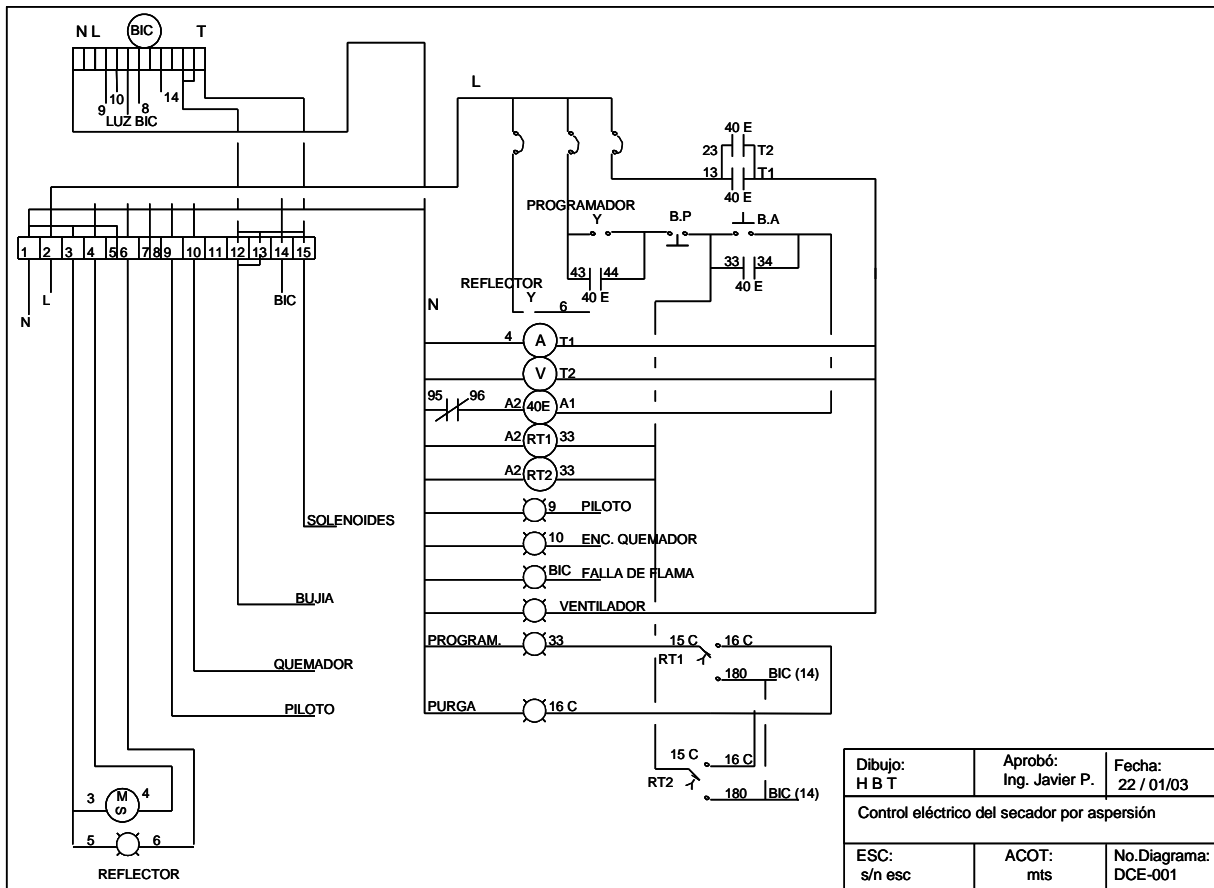 N L BIC T
9 10 8 14
LUZ BIC
L
40 E
23 T2
13 T1
40 E
PROGRAMADOR
Y B.P B.A
1 2 3 4 5 6 7 8 9 10 11 12 13 14 15
43 44 33 34
40 E 40 E
REFLECTOR
Y 6
L BIC N
N
4 A T1
V T2
95 96 A2 40E A1
A2 RT1 33
A2 RT2 33
9 PILOTO
SOLENOIDES
10 ENC. QUEMADOR
BIC FALLA DE FLAMA
BUJIA
VENTILADOR
PROGRAM. 33 15 C 16 C
RT1
QUEMADOR
180 BIC (14)
PILOTO
PURGA 16 C
15 C 16 C
RT2
180 BIC (14)
3 M S 4
5 6
REFLECTOR
Dibujo:
H B T
Aprobó:
Ing. Javier P.
Fecha:
22 / 01/03
Control eléctrico del secador por aspersión
ESC:
s/n esc
ACOT:
mts
No.Diagrama:
DCE-001